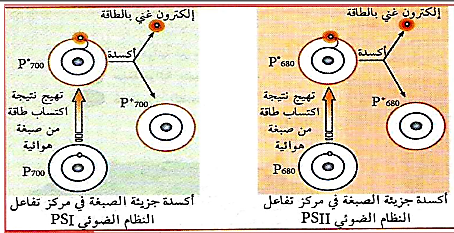 إلكترون غني بالطاقة
P*700
أكسدة
P+700
تهيج نتيجة
اكتساب طاقة
من صبغة
هوائية
P700
أكسدة جزيئة الصبغة في مركز تفاعل
النظام الضوئي PSI
إلكترون غني بالطاقة
P*680
أكسدة
P+680
تهيج نتيجة
اكتساب طاقة
من صبغة
هوائية
P680
أكسدة جزيئة الصبغة في مركز تفاعل
النظام الضوئي PSII